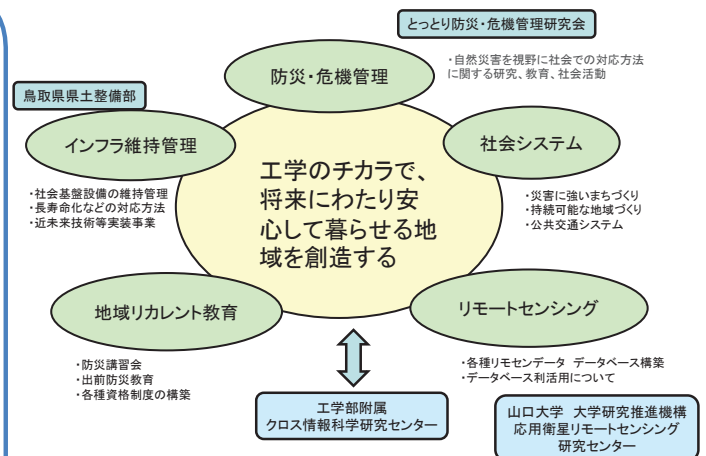 とっとり防災・危機管理研究会
防災・危機管理
・自然災害を視野に社会での対応方法
に関する研究、教育、社会活動
鳥取県県土整備部
インフラ維持管理
・社会基盤設備の維持管理
・長寿命化などの対応方法
・近未来技術等実装事業
社会システム
・災害に強いまちづくり
・持続可能な地域づくり
・公共交通システム
工学のチカラで、
将来にわたり安
心して暮らせる地
域を創造する
地域リカレント教育
・防災講習会
・出前防災教育
・各種資格制度の構築
リモートセンシング
・各種リモセンデータ データベース構築
・データベース利活用について
工学部附属
クロス情報科学研究センター
山口大学 大学研究推進機構
応用衛星リモートセンシング
研究センター